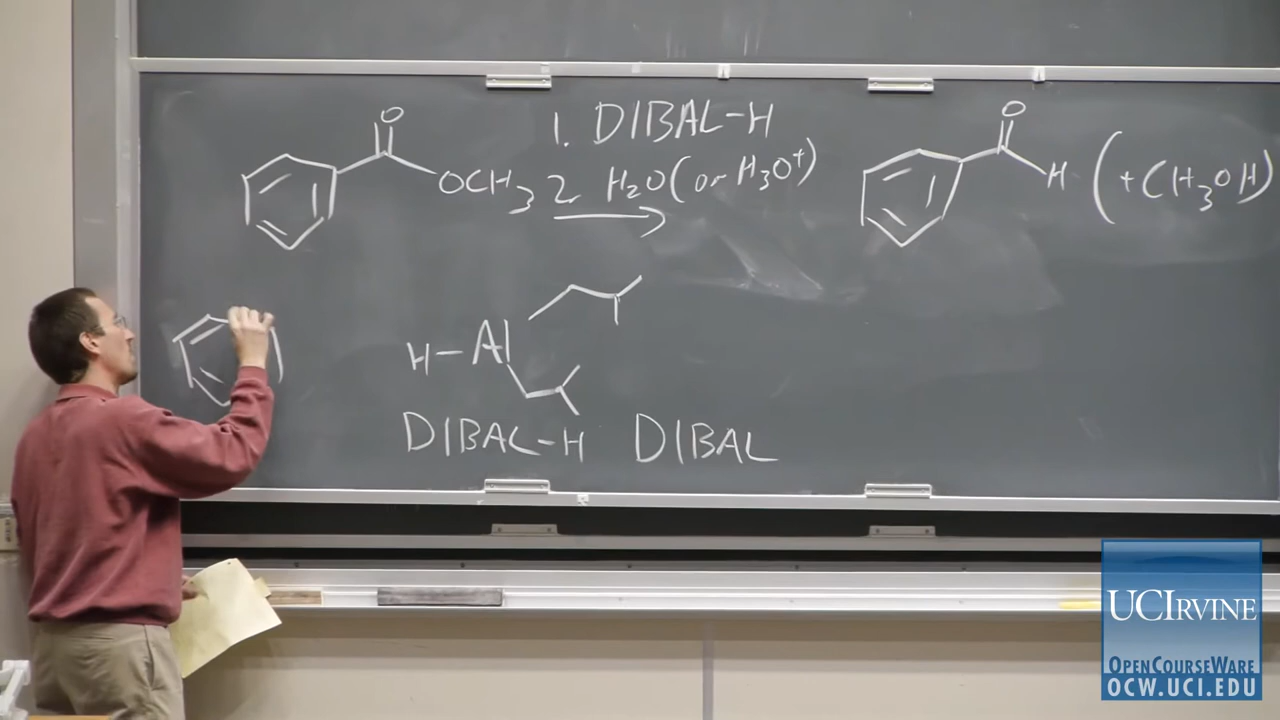 1. DIBAL-H
O
OCH3
2 H2O (or H3O+)
O
H (+CH3OH)
H-Al
DIBAL-H DIBAL
UCIRVINE
OPENCOURSEWARE
OCW.UCI.EDU